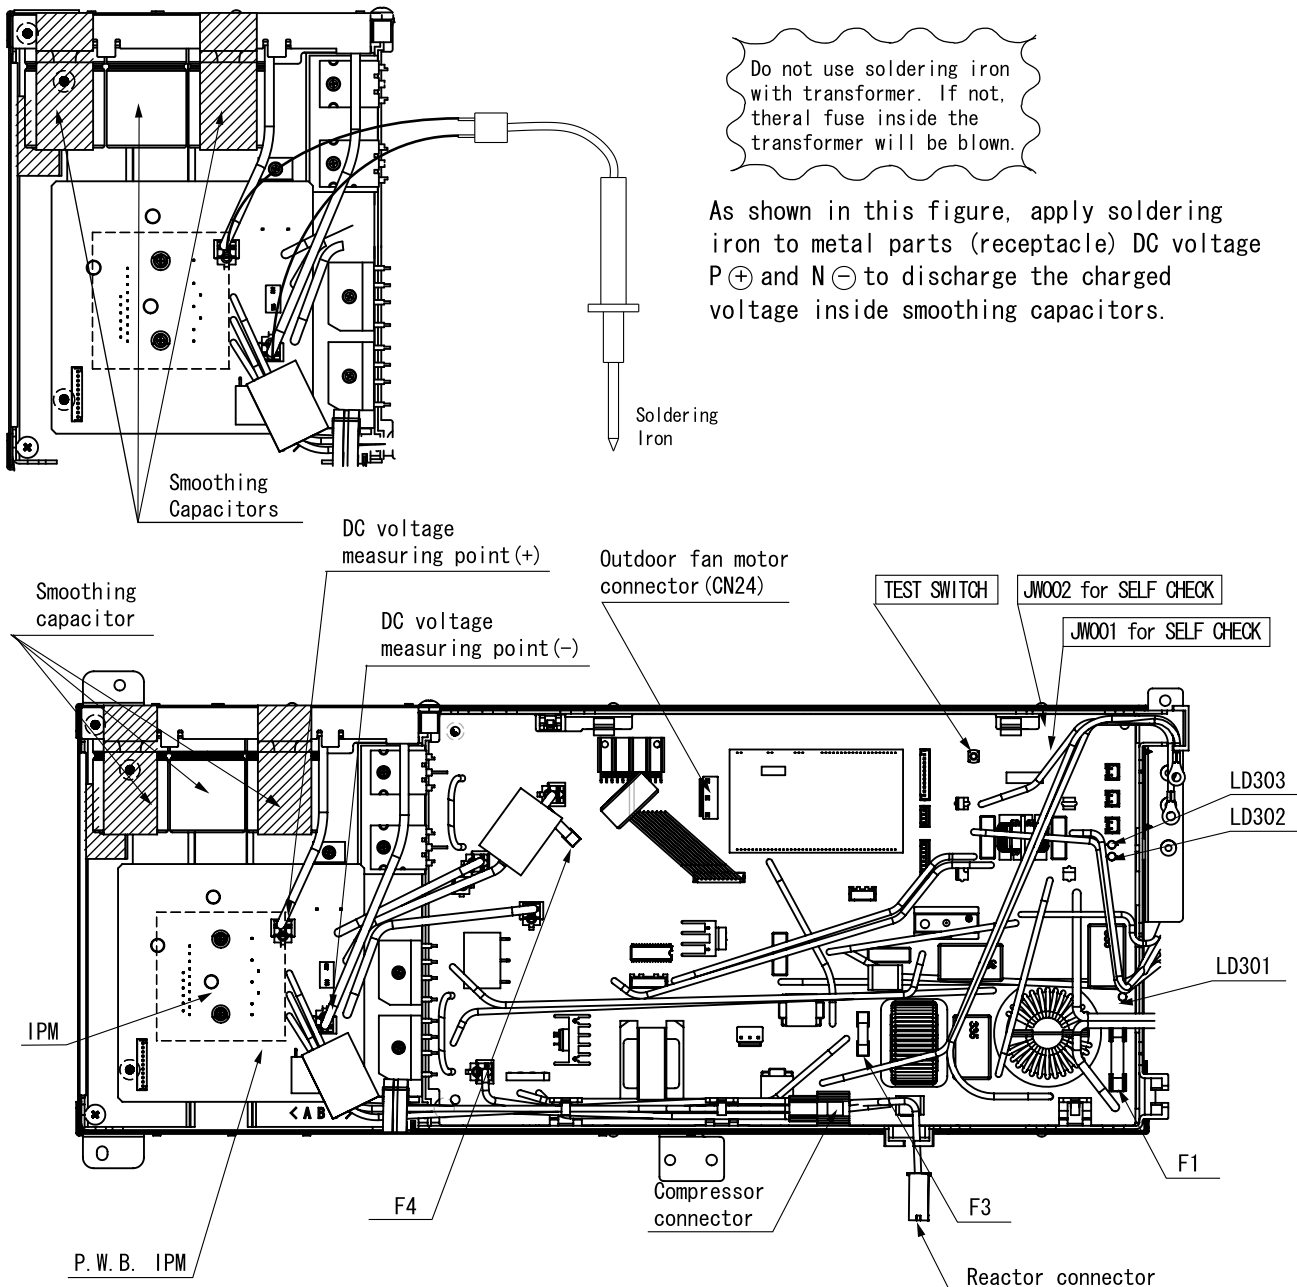 Do not use soldering iron
with transformer. If not,
theral fuse inside the
transformer will be blown.
As shown in this figure, apply soldering
iron to metal parts (receptacle) DC voltage
P ⊕ and N ⊖ to discharge the charged
voltage inside smoothing capacitors.
Soldering
Iron
Smoothing
Capacitors
DC voltage
measuring point(+)
Outdoor fan motor
connector(CN24)
TEST SWITCH
JW002 for SELF CHECK
JW001 for SELF CHECK
Smoothing
capacitor
DC voltage
measuring point(-)
LD303
LD302
LD301
IPM
<AB
F1
F4
Compressor
connector
F3
P.W.B. IPM
Reactor connector